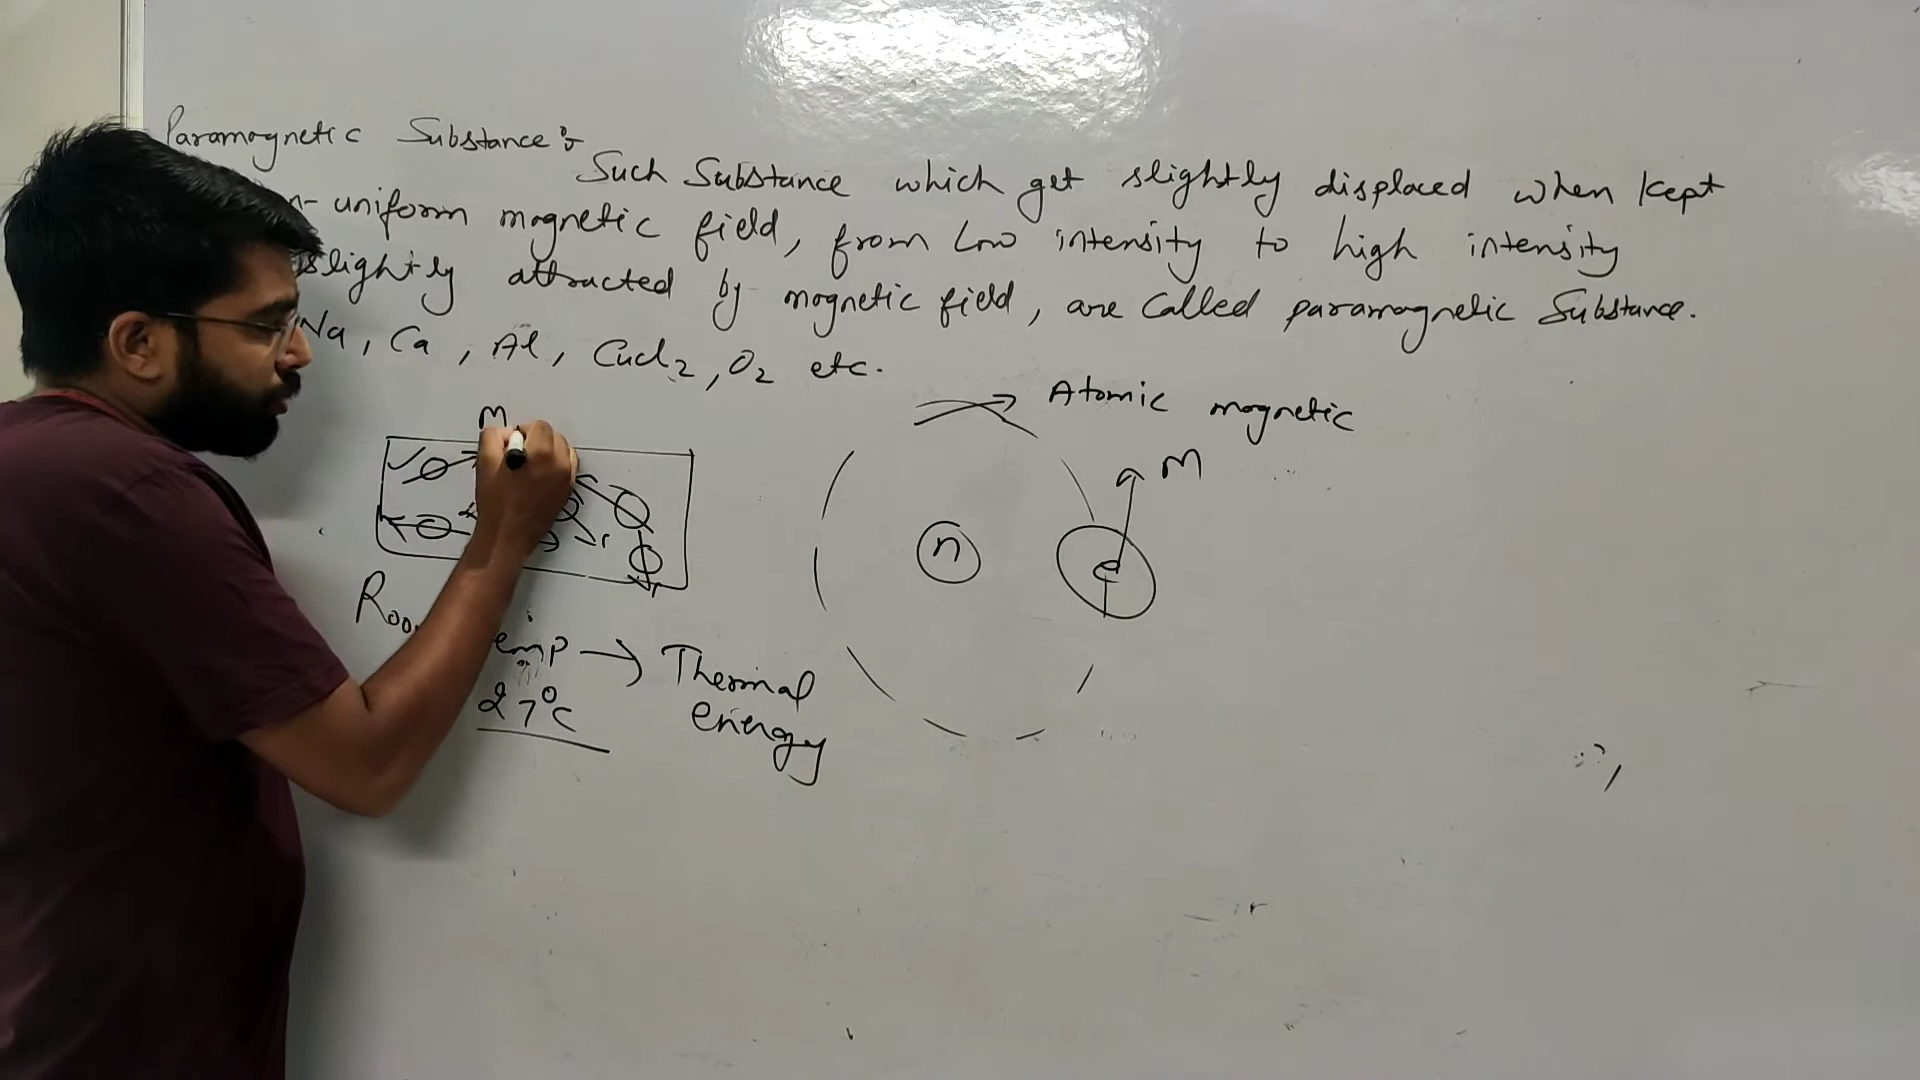 Paramagnetic Substance :-
Such Substance which get slightly displaced when kept
n-uniform magnetic field, from Low intensity to high intensity
slightly attracted by magnetic field, are called paramagnetic Substance.
Na, Ca, Al, CuCl2, O2 etc.
Atomic magnetic
M
M
n
e
Roo
emp → Thermal
energy
27°C